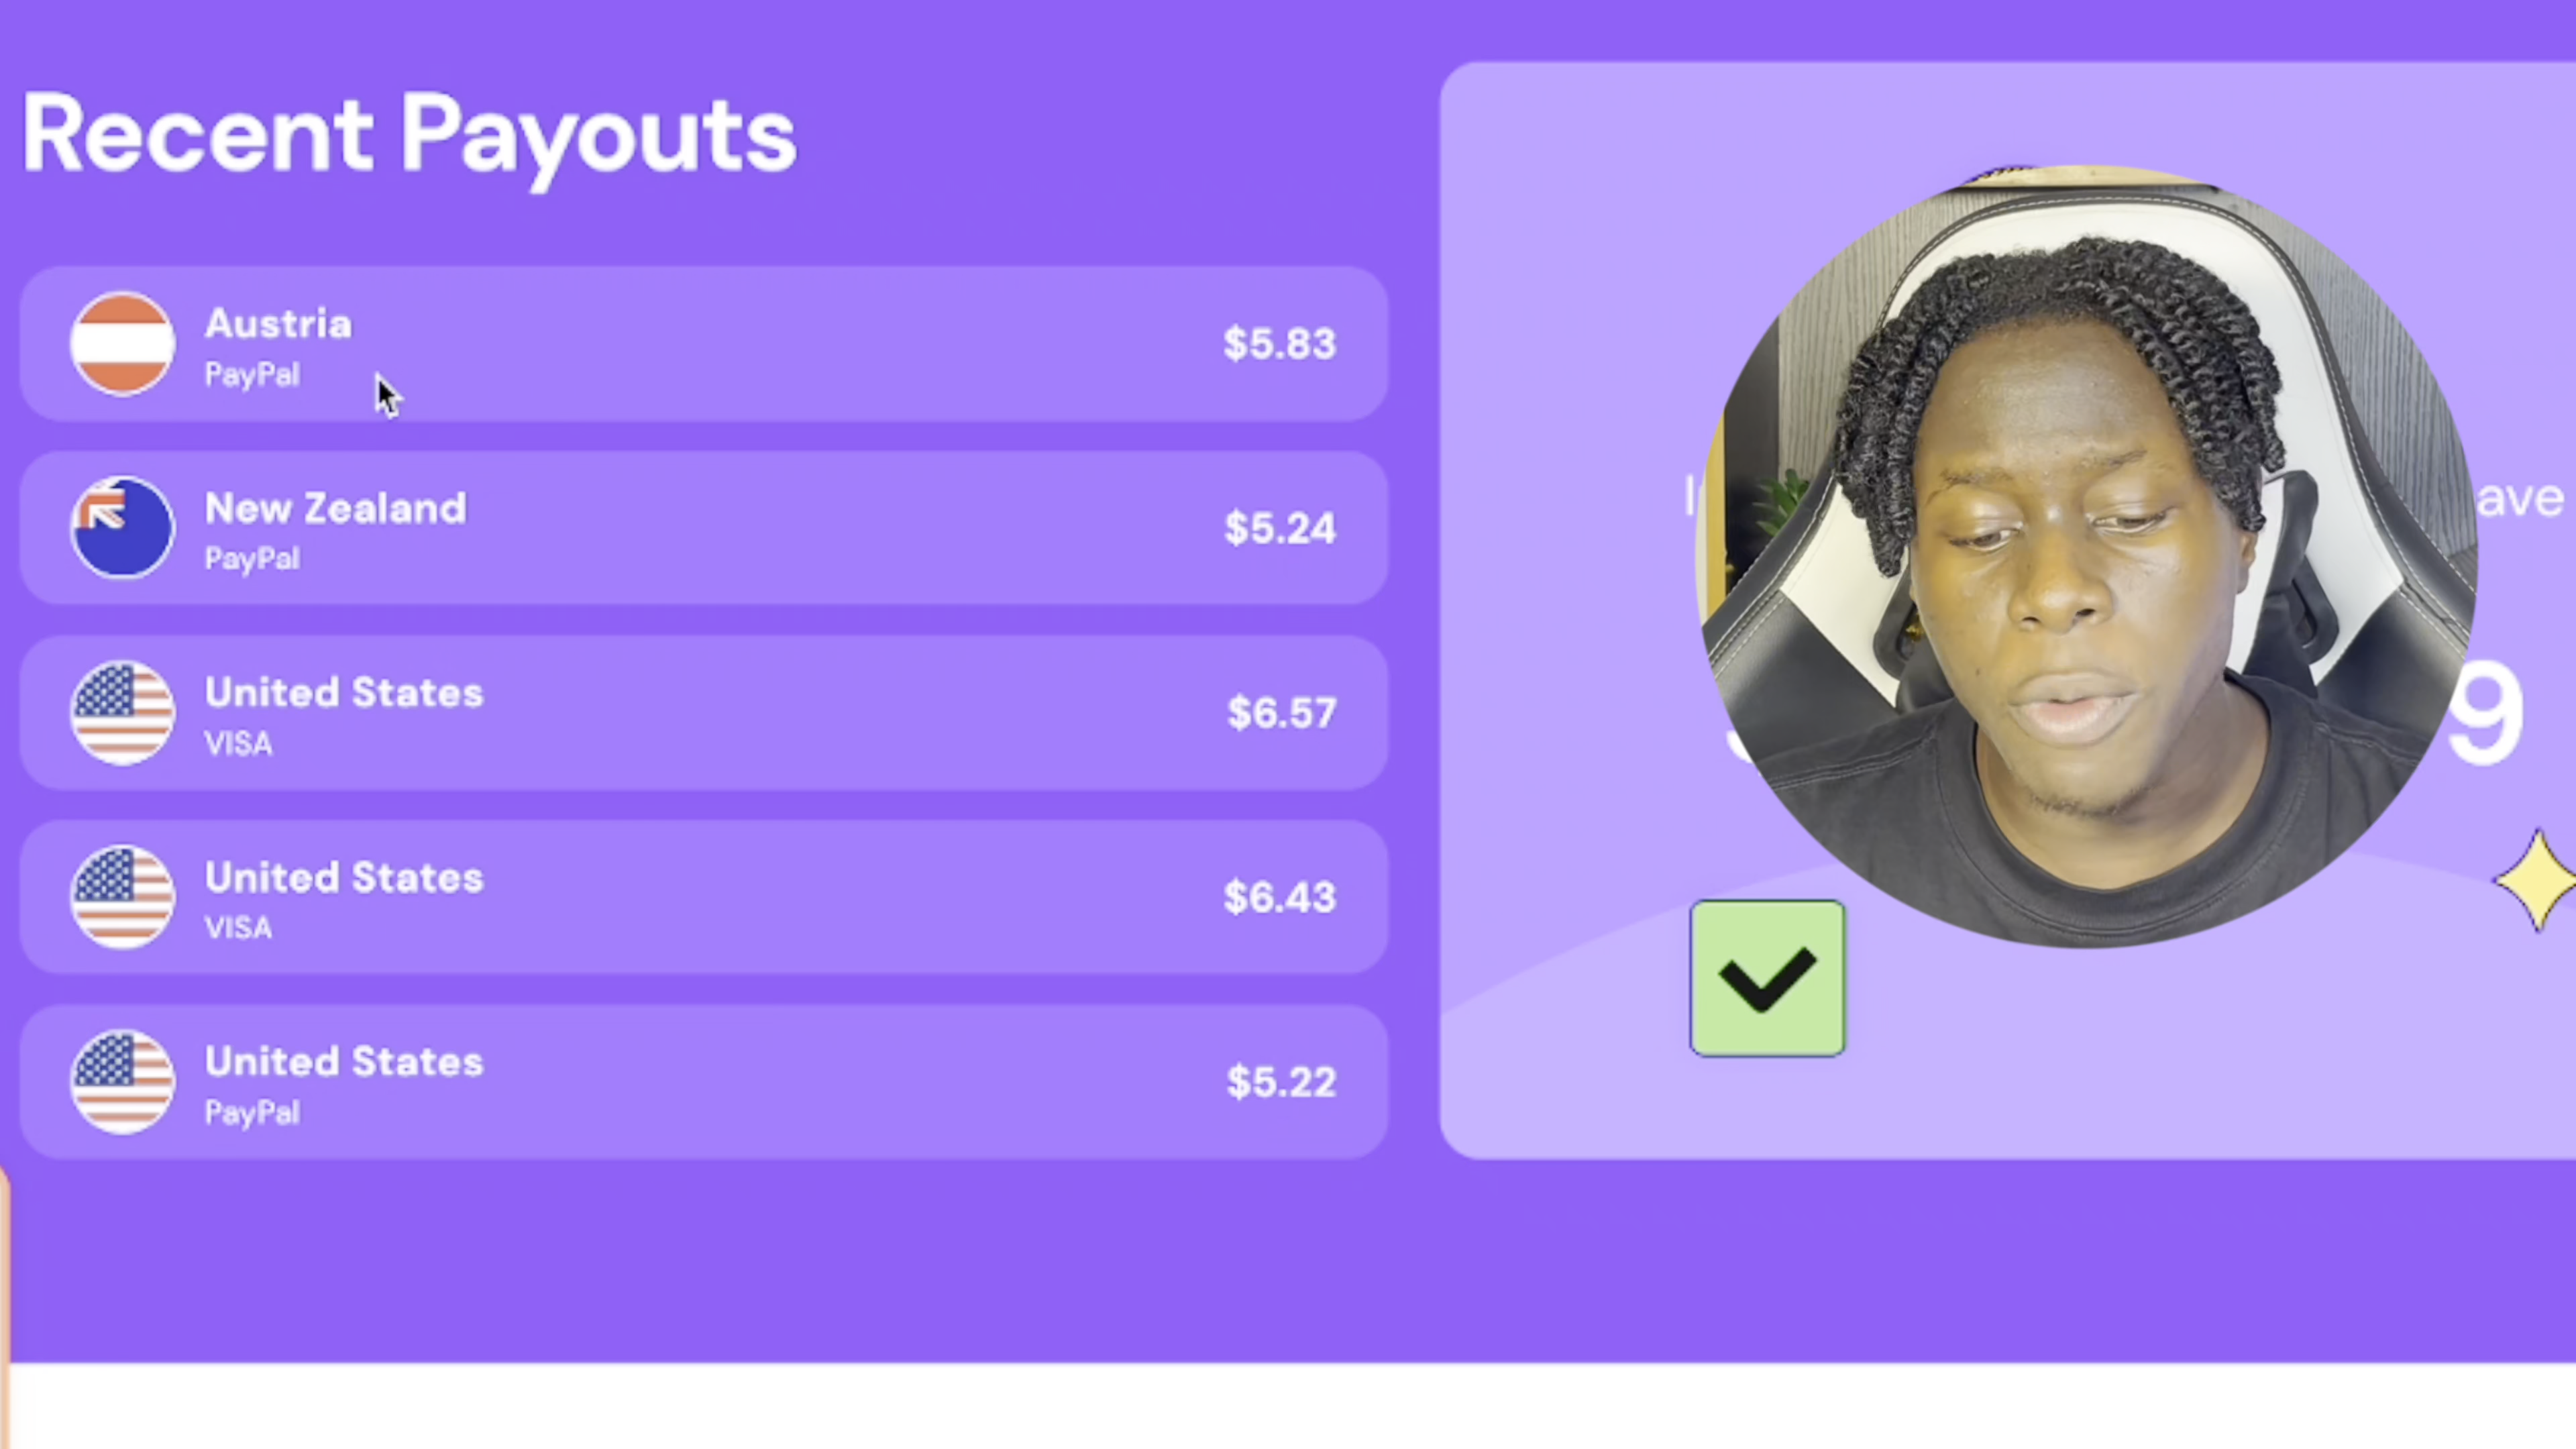 Recent Payouts
Austria
PayPal
$5.83
New Zealand
PayPal
$5.24
United States
VISA
$6.57
United States
VISA
$6.43
United States
PayPal
$5.22
9